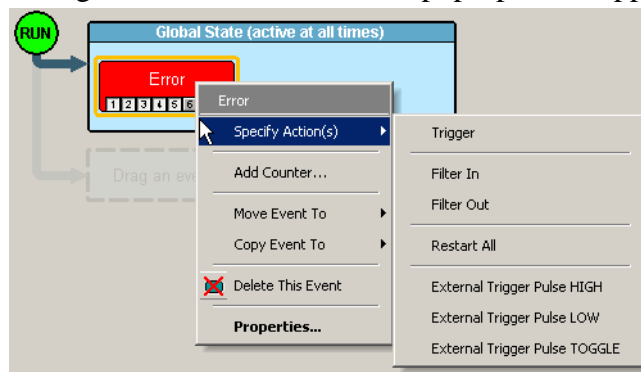 RUN
Global State (active at all times)
Error
1 2 3 4 5 6
Drag an eve
Error
Specify Action(s)
Add Counter...
Move Event To
Copy Event To
Delete This Event
Properties...
Trigger
Filter In
Filter Out
Restart All
External Trigger Pulse HIGH
External Trigger Pulse LOW
External Trigger Pulse TOGGLE